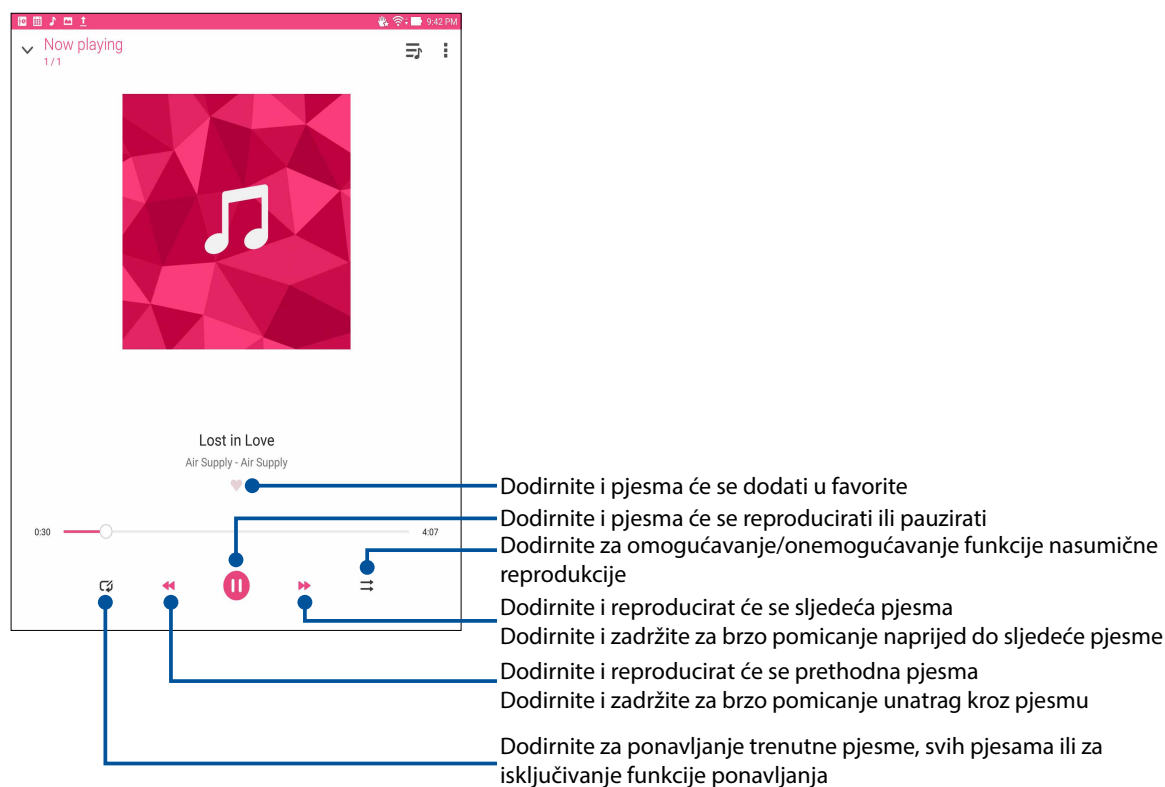 9:42 PM
Now playing
1 / 1
Lost in Love
Air Supply - Air Supply
Dodirnite i pjesma će se dodati u favorite
Dodirnite i pjesma će se reproducirati ili pauzirati
0:30
4:07
Dodirnite za omogućavanje/onemogućavanje funkcije nasumične
reprodukcije
Dodirnite i reproducirat će se sljedeća pjesma
Dodirnite i zadržite za brzo pomicanje naprijed do sljedeće pjesme
Dodirnite i reproducirat će se prethodna pjesma
Dodirnite i zadržite za brzo pomicanje unatrag kroz pjesmu
Dodirnite za ponavljanje trenutne pjesme, svih pjesama ili za
isključivanje funkcije ponavljanja